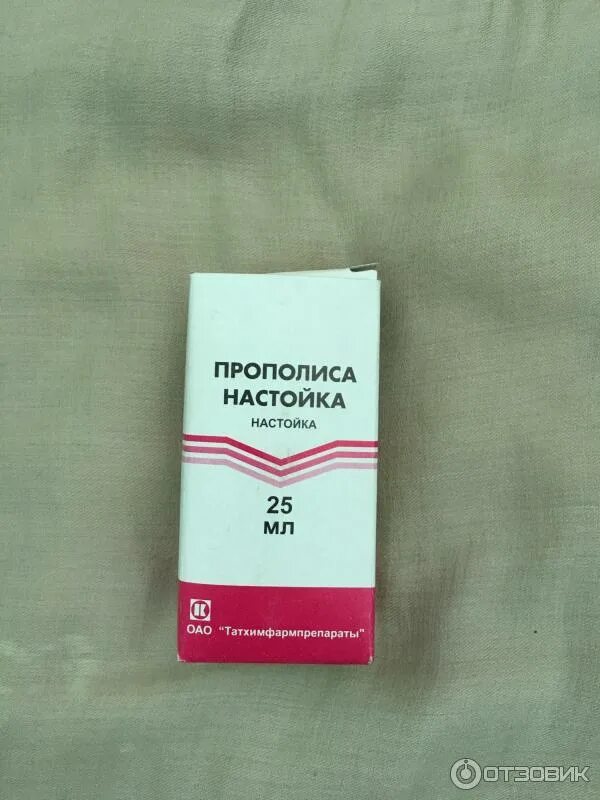 ПРОПОЛИСА
НАСТОЙКА
НАСТОЙКА
25
МЛ
ОАО "Татхимфармпрепараты"
ОТЗОВИК